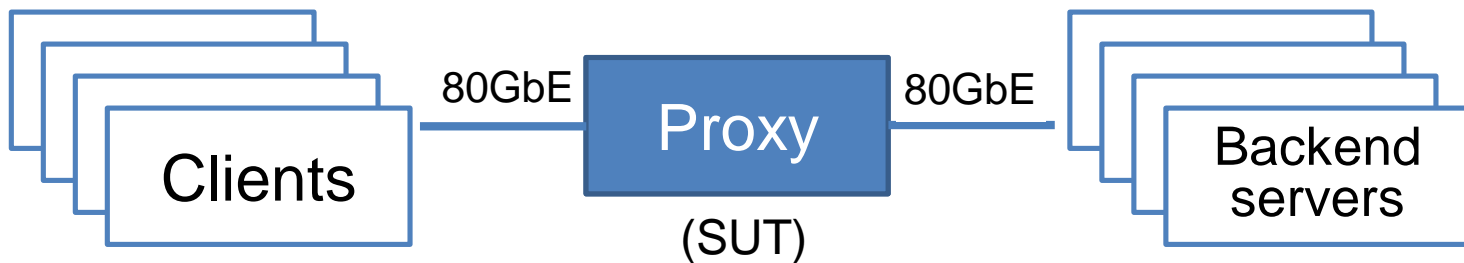 Clients
80GbE
Proxy
(SUT)
80GbE
Backend
servers